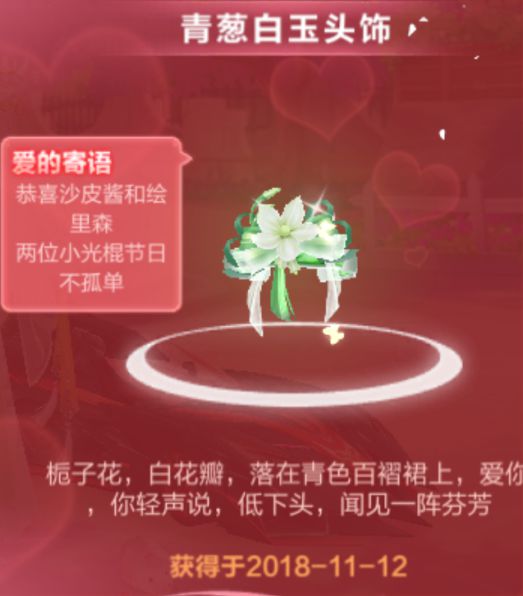 青葱白玉头饰
爱的寄语
恭喜沙皮酱和绘
里森
两位小光棍节日
不孤单
栀子花，白花瓣，落在青色百褶裙上，爱你
，你轻声说，低下头，闻见一阵芬芳
获得于2018-11-12